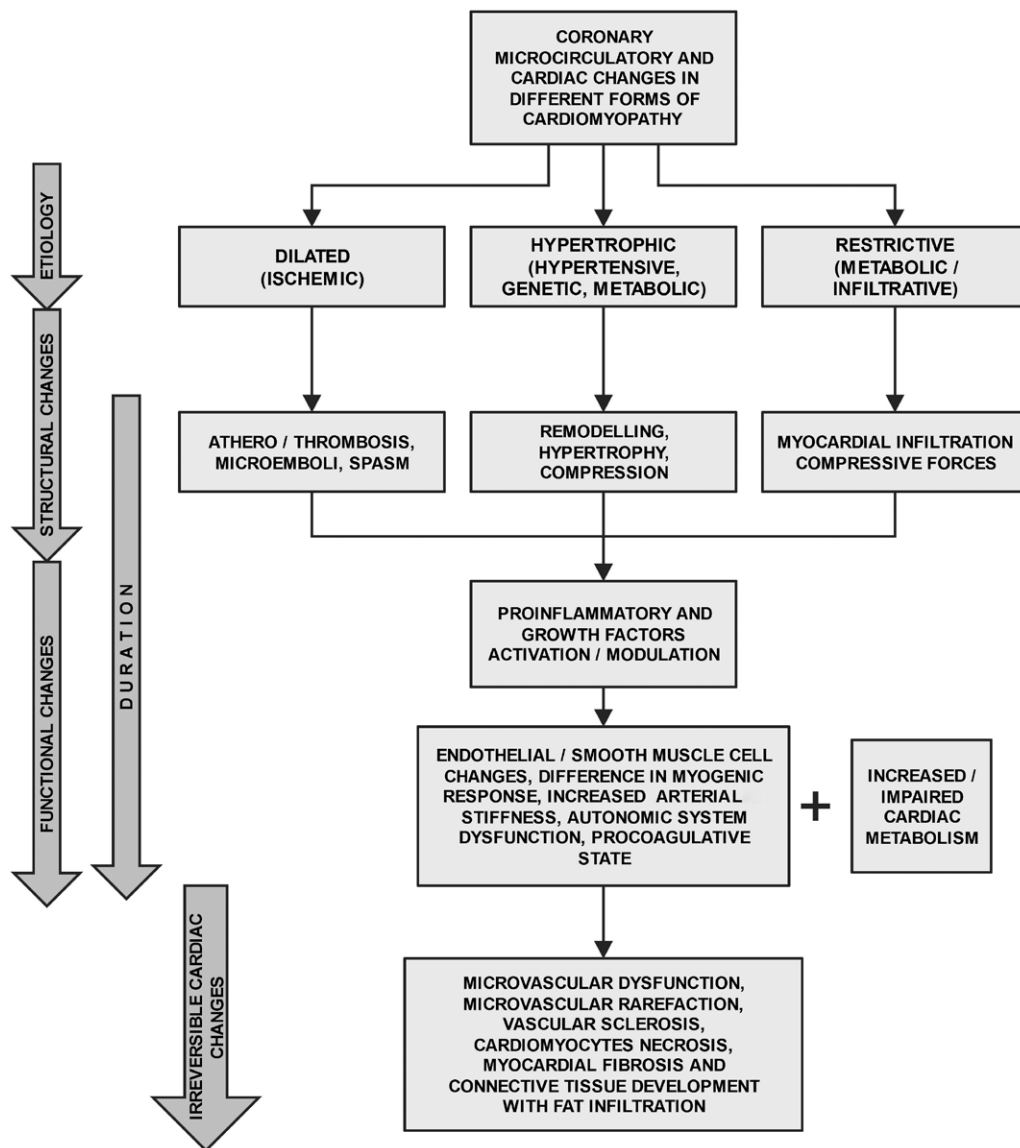 CORONARY
MICROCIRCULATORY AND
CARDIAC CHANGES IN
DIFFERENT FORMS OF
CARDIOMYOPATHY
ETIOLOGY
DILATED
(ISCHEMIC)
HYPERTROPHIC
(HYPERTENSIVE,
GENETIC, METABOLIC)
RESTRICTIVE
(METABOLIC /
INFILTRATIVE)
STRUCTURAL CHANGES
ATHERO / THROMBOSIS,
MICROEMBOLI, SPASM
REMODELLING,
HYPERTROPHY,
COMPRESSION
MYOCARDIAL INFILTRATION
COMPRESSIVE FORCES
DURATION
FUNCTIONAL CHANGES
PROINFLAMMATORY AND
GROWTH FACTORS
ACTIVATION / MODULATION
ENDOTHELIAL / SMOOTH MUSCLE CELL
CHANGES, DIFFERENCE IN MYOGENIC
RESPONSE, INCREASED ARTERIAL
STIFFNESS, AUTONOMIC SYSTEM
DYSFUNCTION, PROCOAGULATIVE
STATE
+
INCREASED /
IMPAIRED
CARDIAC
METABOLISM
IRREVERSIBLE CARDIAC
CHANGES
MICROVASCULAR DYSFUNCTION,
MICROVASCULAR RAREFACTION,
VASCULAR SCLEROSIS,
CARDIOMYOCYTES NECROSIS,
MYOCARDIAL FIBROSIS AND
CONNECTIVE TISSUE DEVELOPMENT
WITH FAT INFILTRATION